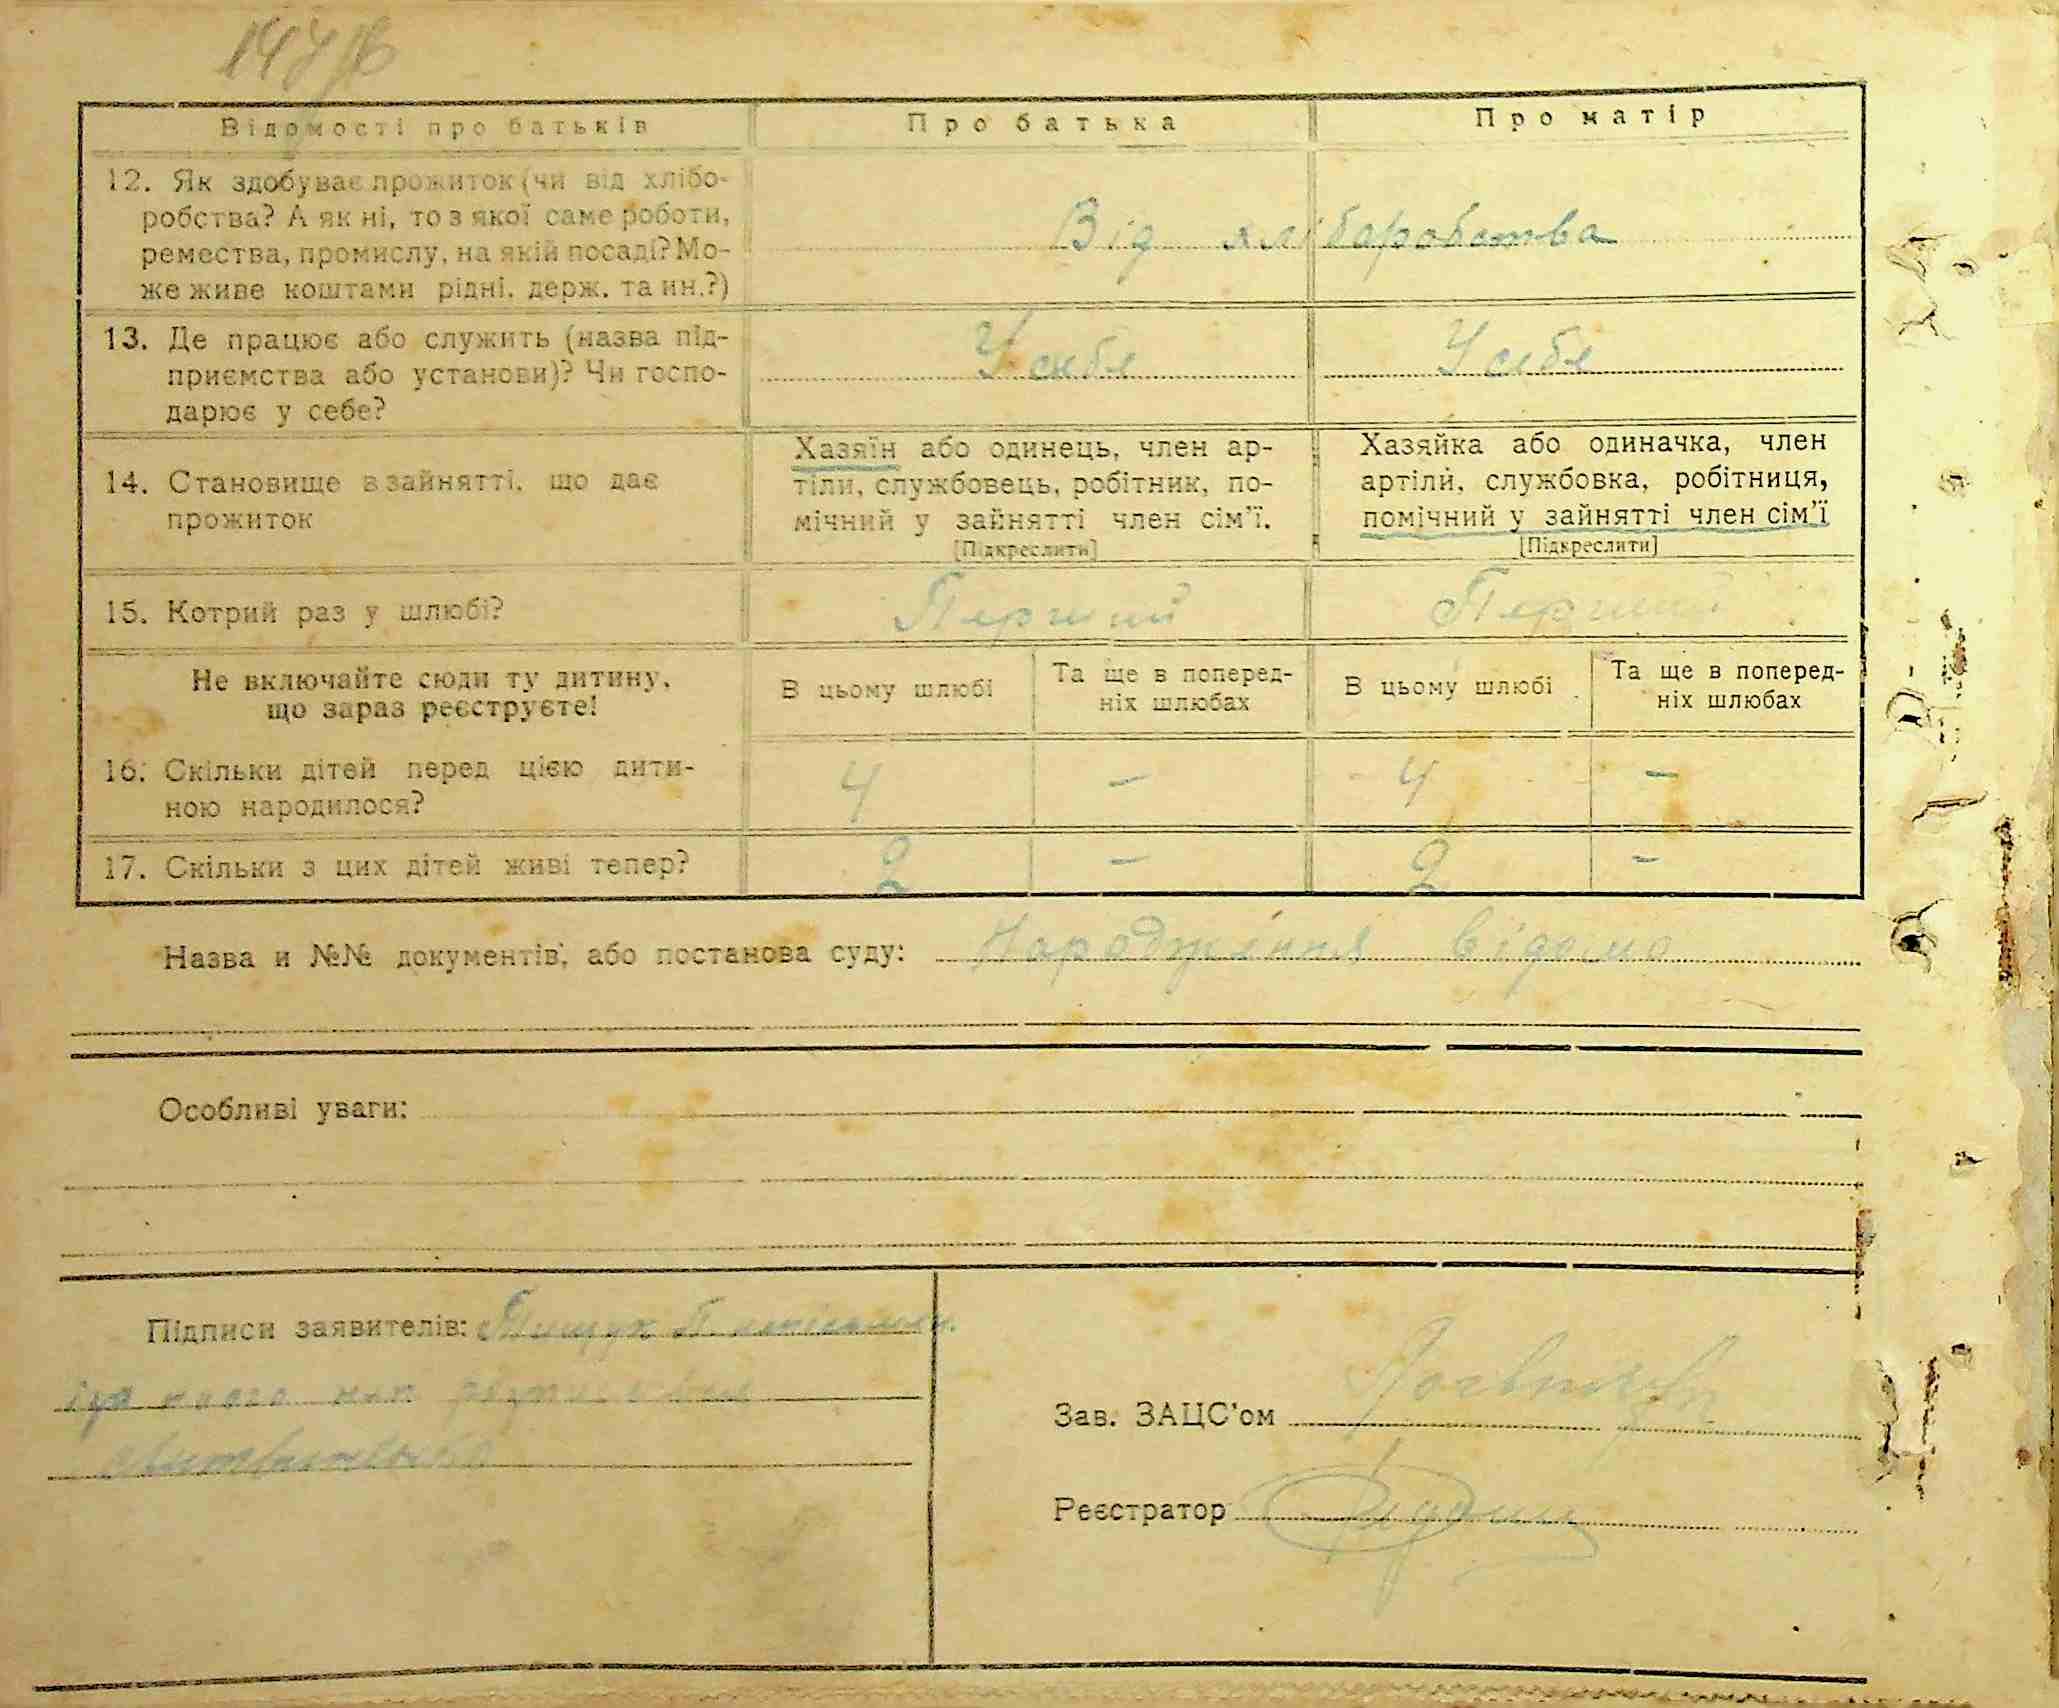 Відомості про батьків
Про батька
Про матір
12. Як здобуває прожиток (чи від хлібо-
робства? А як ні, то з якої саме роботи,
ремества, промислу, на якій посаді? Мо-
же живе коштами рідні, держ. та ин.?)
Від хліборобства
13. Де працює або служить (назва під-
приємства або установи)? Чи госпо-
дарює у себе?
У себе
У себе
14. Становище в зайнятті, що дає
прожиток
Хазяїн або одинець, член ар-
тіли, службовець, робітник, по-
мічний у зайнятті член сім'ї.
[Підкреслити]
Хазяйка або одиначка, член
артілй, службовка, робітниця,
помічний у зайнятті член сім'ї
[Підкреслити]
15. Котрий раз у шлюбі?
Перший
Перший
Не включайте сюди ту дитину,
що зараз реєструєте!
В цьому шлюбі
Та ще в поперед-
ніх шлюбах
В цьому шлюбі
Та ще в поперед-
ніх шлюбах
16. Скільки дітей перед цією дити-
ною народилося?
4
–
4
–
17. Скільки з цих дітей живі тепер?
2
–
2
–
Назва и №№ документів, або постанова суду: Народжіння відомо
Особливі уваги:
Підписи заявителів:
Зав. ЗАЦС'ом
Реєстратор